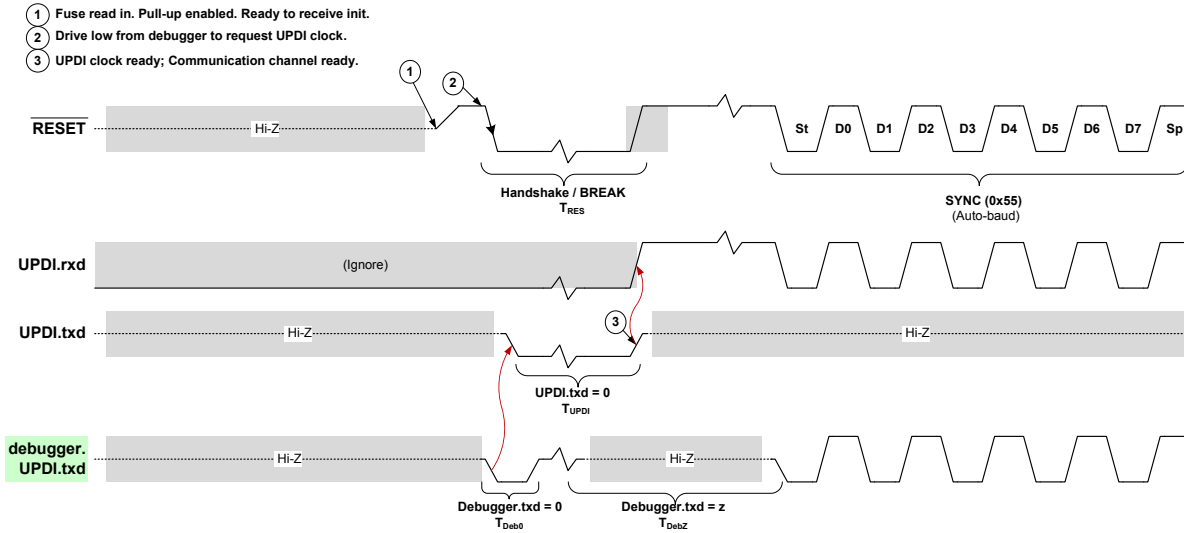 1 Fuse read in. Pull-up enabled. Ready to receive init.
2 Drive low from debugger to request UPDI clock.
3 UPDI clock ready; Communication channel ready.
1
2
RESET
Hi-Z
St D0 D1 D2 D3 D4 D5 D6 D7 Sp
Handshake / BREAK
TRES
SYNC (0x55)
(Auto-baud)
UPDI.rxd
(Ignore)
UPDI.txd
Hi-Z
3
Hi-Z
UPDI.txd = 0
TUPDI
debugger.
UPDI.txd
Hi-Z
Hi-Z
Debugger.txd = 0
TDeb0
Debugger.txd = z
TDebZ